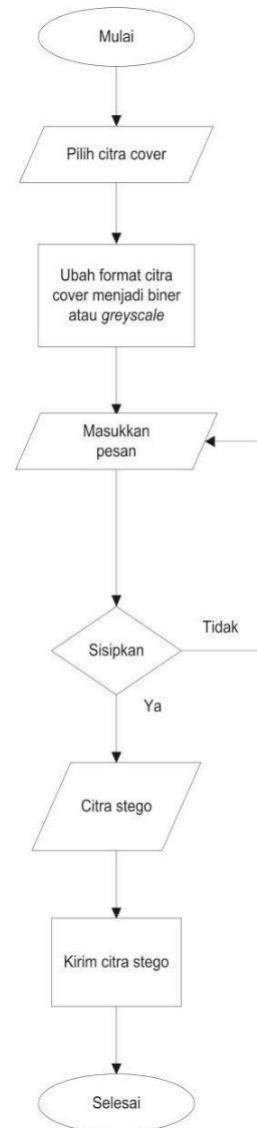 Mulai
Pilih citra cover
Ubah format citra
cover menjadi biner
atau greyscale
Masukkan
pesan
Sisipkan
Tidak
Ya
Citra stego
Kirim citra stego
Selesai